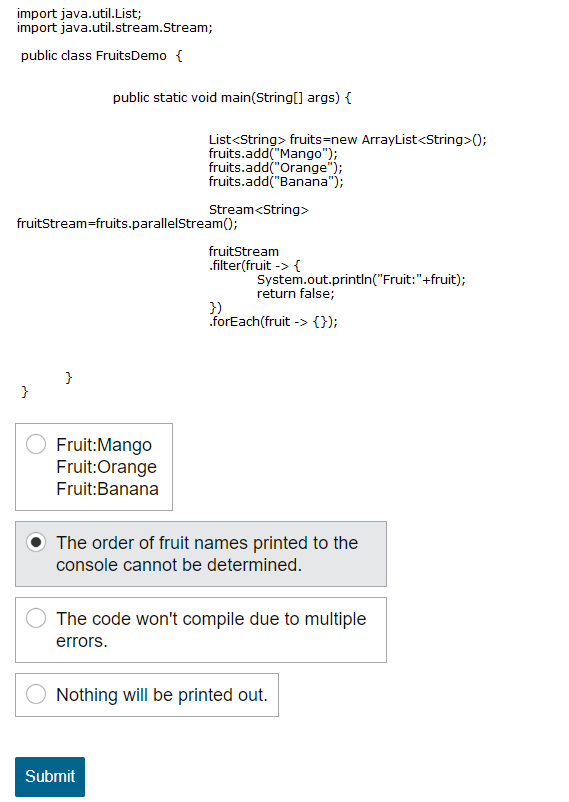 import java.util.List;
import java.util.stream.Stream;
public class FruitsDemo {
public static void main(String[] args) {
List<String> fruits=new ArrayList<String>();
fruits.add("Mango");
fruits.add("Orange");
fruits.add("Banana");
Stream<String>
fruitStream=fruits.parallelStream();
fruitStream
.filter(fruit -> {
System.out.println("Fruit:"+fruit);
return false;
})
.forEach(fruit -> {});
}
}
Fruit:Mango
Fruit:Orange
Fruit:Banana
The order of fruit names printed to the
console cannot be determined.
The code won't compile due to multiple
errors.
Nothing will be printed out.
Submit